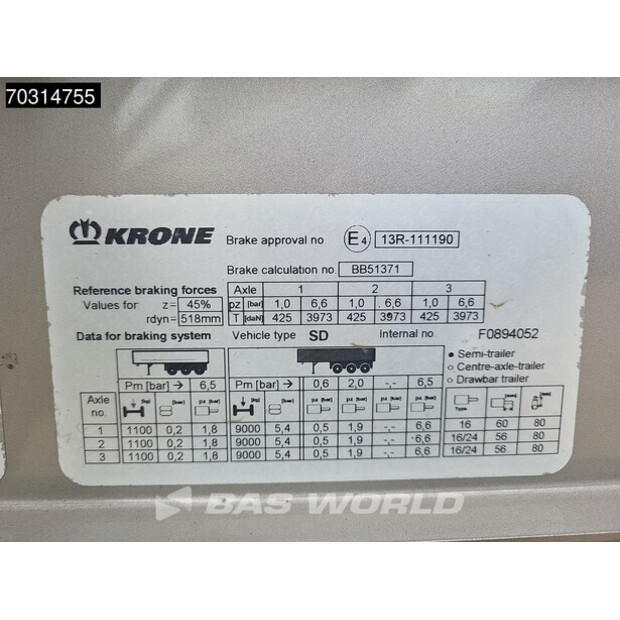 70314755
KRONE Brake approval no E4 13R-111190
Brake calculation no. BB51371
Reference braking forces Axle 1 2 3
Values for z= 45% pz [bar] 1,0 6,6 1,0 6,6 1,0 6,6
rdyn= 518mm T [daN] 425 3973 425 3973 425 3973
Data for braking system Vehicle type SD Internal no F0894052
Semi-trailer
Centre-axle-trailer
Drawbar trailer
Pm [bar] → 6,5 Pm [bar] → 0,6 2,0 -,- 6,5
Axle no. Type
1 1100 0,2 1,8 9000 5,4 0,5 1,9 -,- 6,6 16 60 80
2 1100 0,2 1,8 9000 5,4 0,5 1,9 -,- 6,6 16/24 56 80
3 1100 0,2 1,8 9000 5,4 0,5 1,9 -,- 6,6 16/24 56 80
BAS WORLD